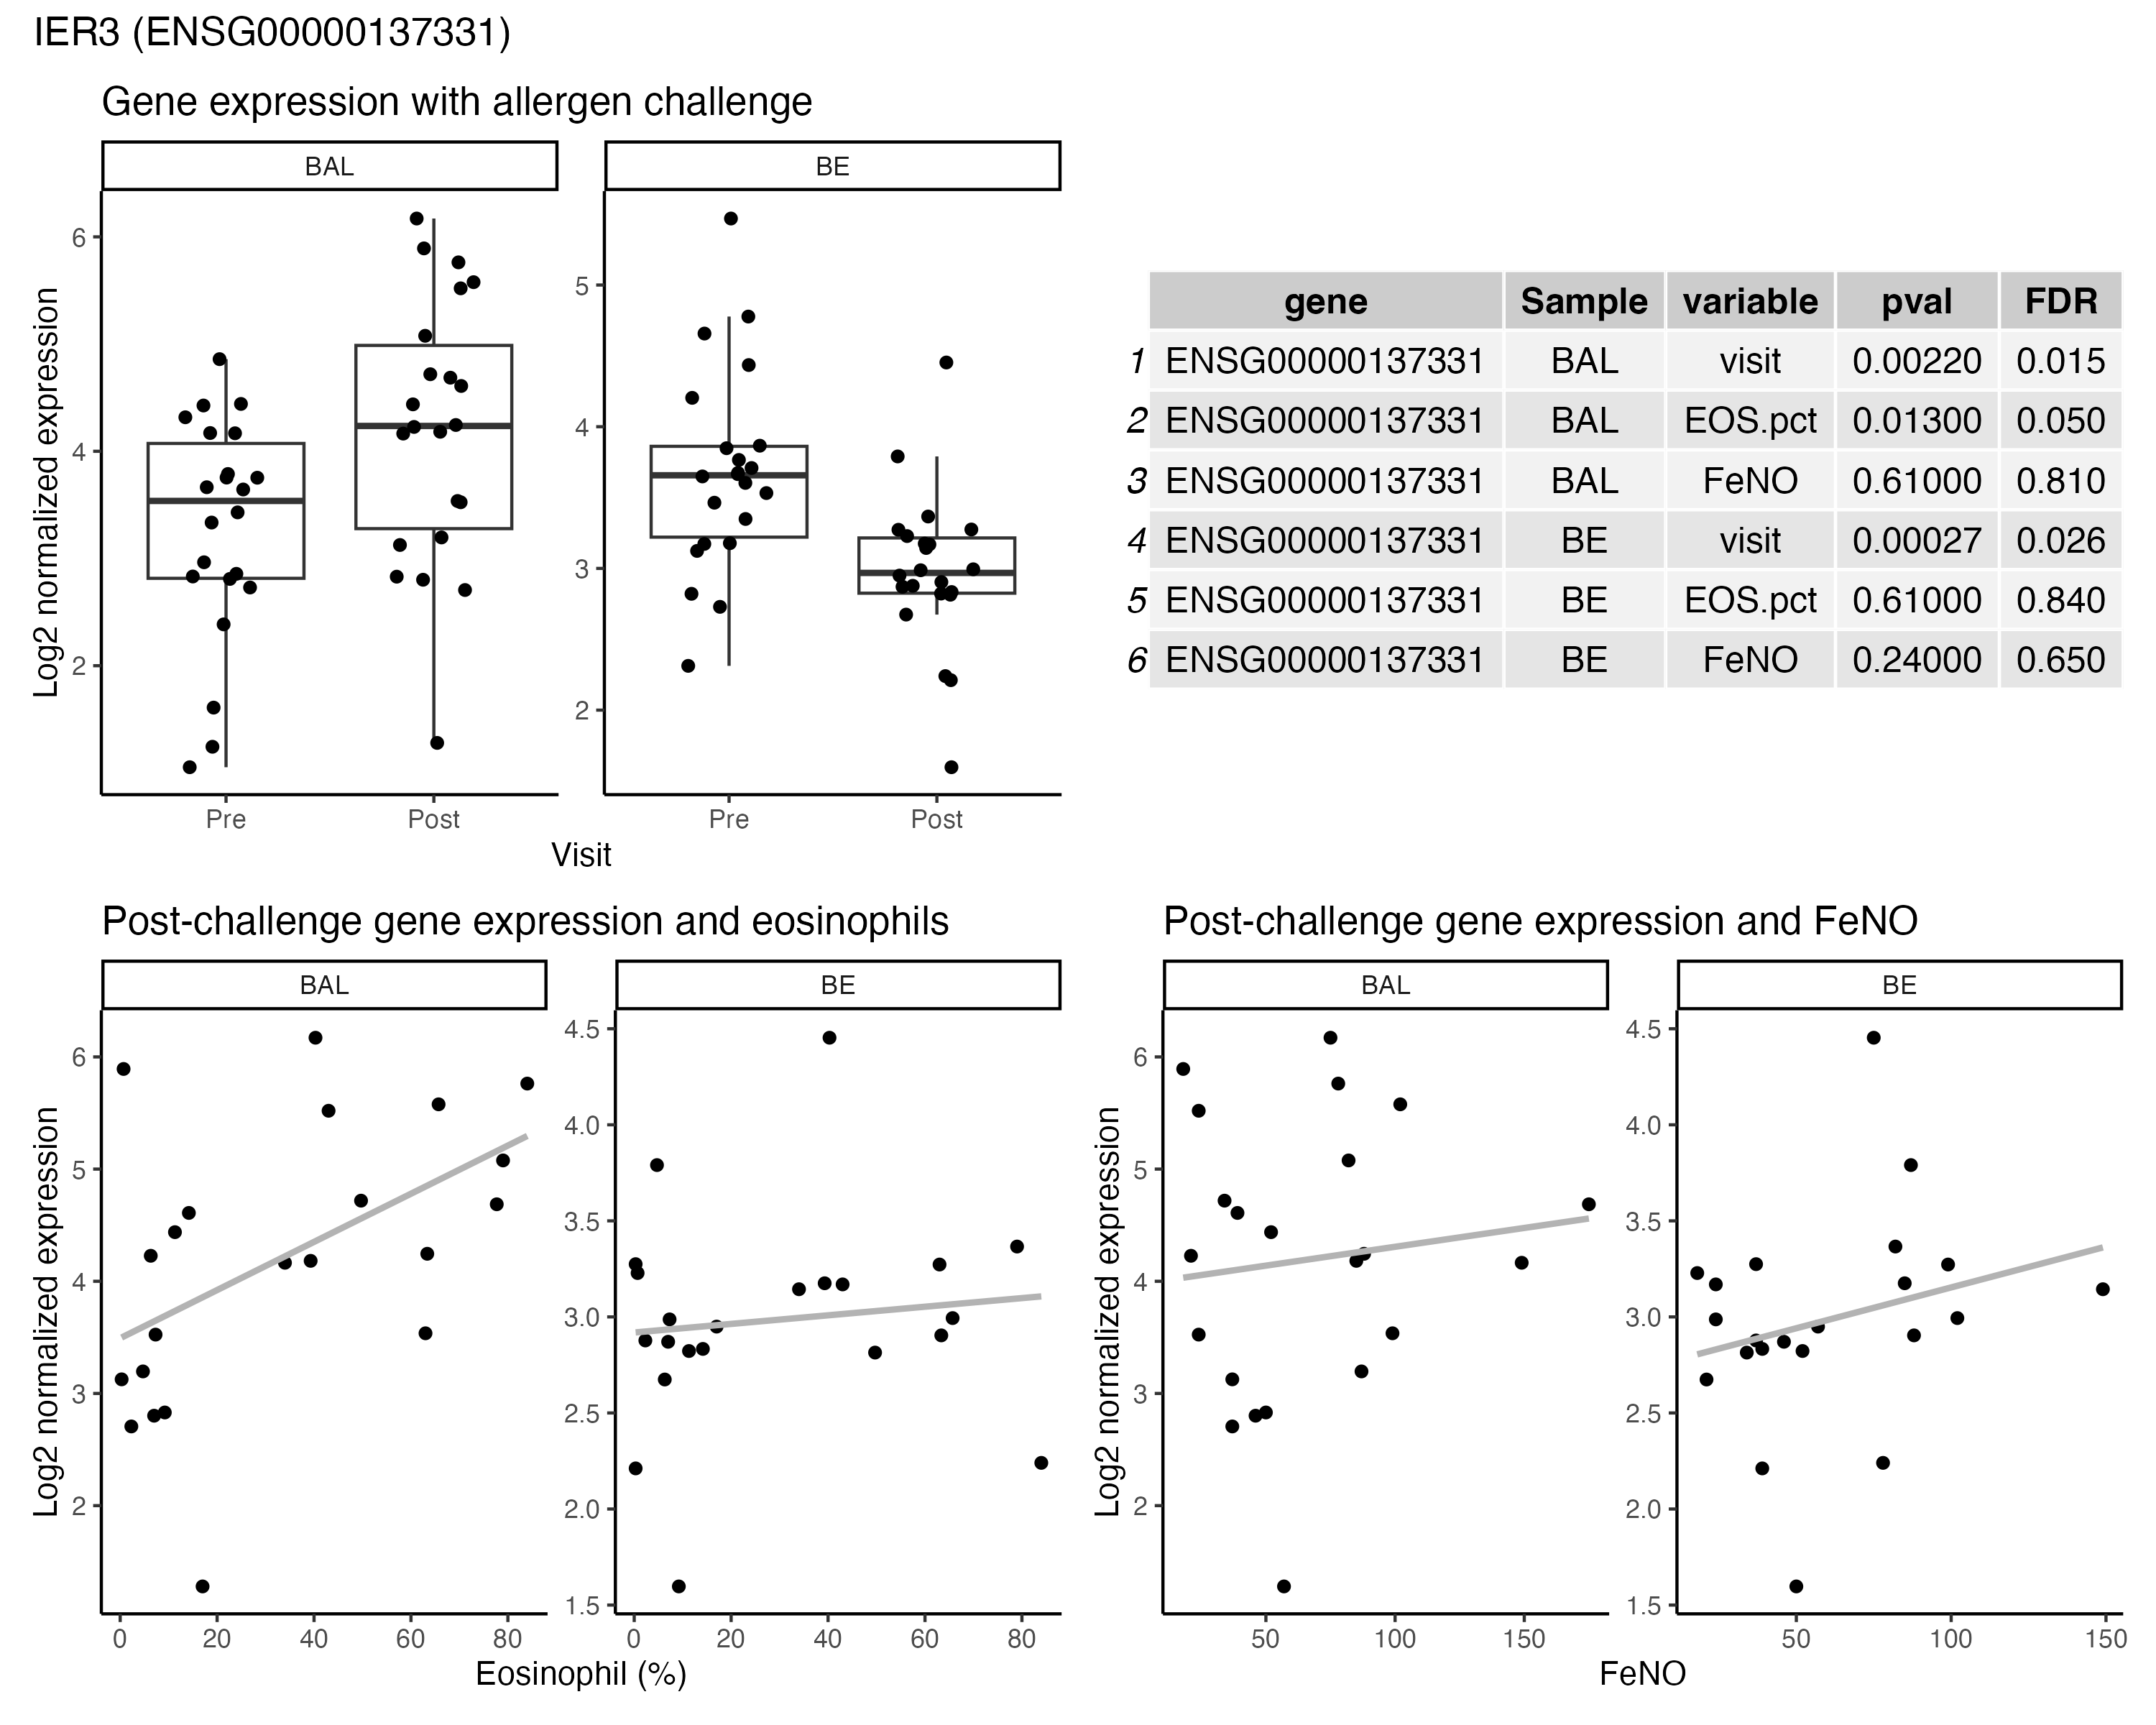 IER3 (ENSG00000137331)
Gene expression with allergen challenge
BAL BE
Log2 normalized expression
6
4
2
5
4
3
2
Pre Post Pre Post
Visit
gene Sample variable pval FDR
1 ENSG00000137331 BAL visit 0.00220 0.015
2 ENSG00000137331 BAL EOS.pct 0.01300 0.050
3 ENSG00000137331 BAL FeNO 0.61000 0.810
4 ENSG00000137331 BE visit 0.00027 0.026
5 ENSG00000137331 BE EOS.pct 0.61000 0.840
6 ENSG00000137331 BE FeNO 0.24000 0.650
Post-challenge gene expression and eosinophils
BAL BE
Log2 normalized expression
6
5
4
3
2
4.5
4.0
3.5
3.0
2.5
2.0
1.5
0 20 40 60 80 0 20 40 60 80
Eosinophil (%)
Post-challenge gene expression and FeNO
BAL BE
Log2 normalized expression
6
5
4
3
2
4.5
4.0
3.5
3.0
2.5
2.0
1.5
50 100 150 50 100 150
FeNO